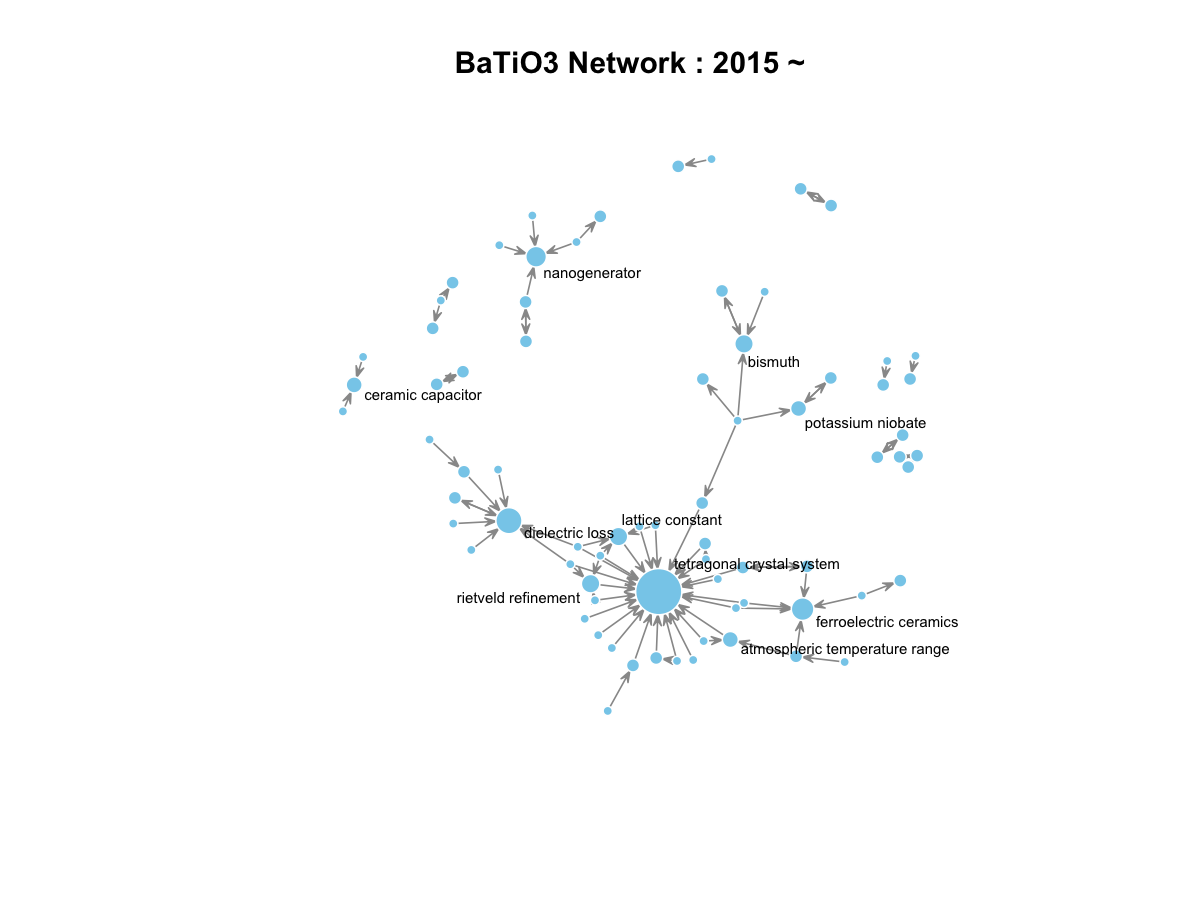 BaTiO3 Network : 2015 ~
nanogenerator
bismuth
ceramic capacitor
potassium niobate
lattice constant
dielectric loss
tetragonal crystal system
rietveld refinement
ferroelectric ceramics
atmospheric temperature range